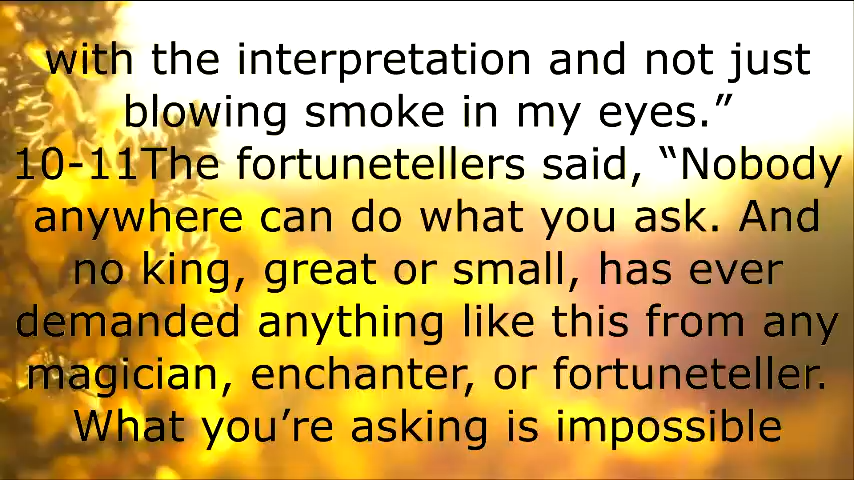 with the interpretation and not just
blowing smoke in my eyes.”
10-11The fortunetellers said, “Nobody
anywhere can do what you ask. And
no king, great or small, has ever
demanded anything like this from any
magician, enchanter, or fortuneteller.
What you’re asking is impossible